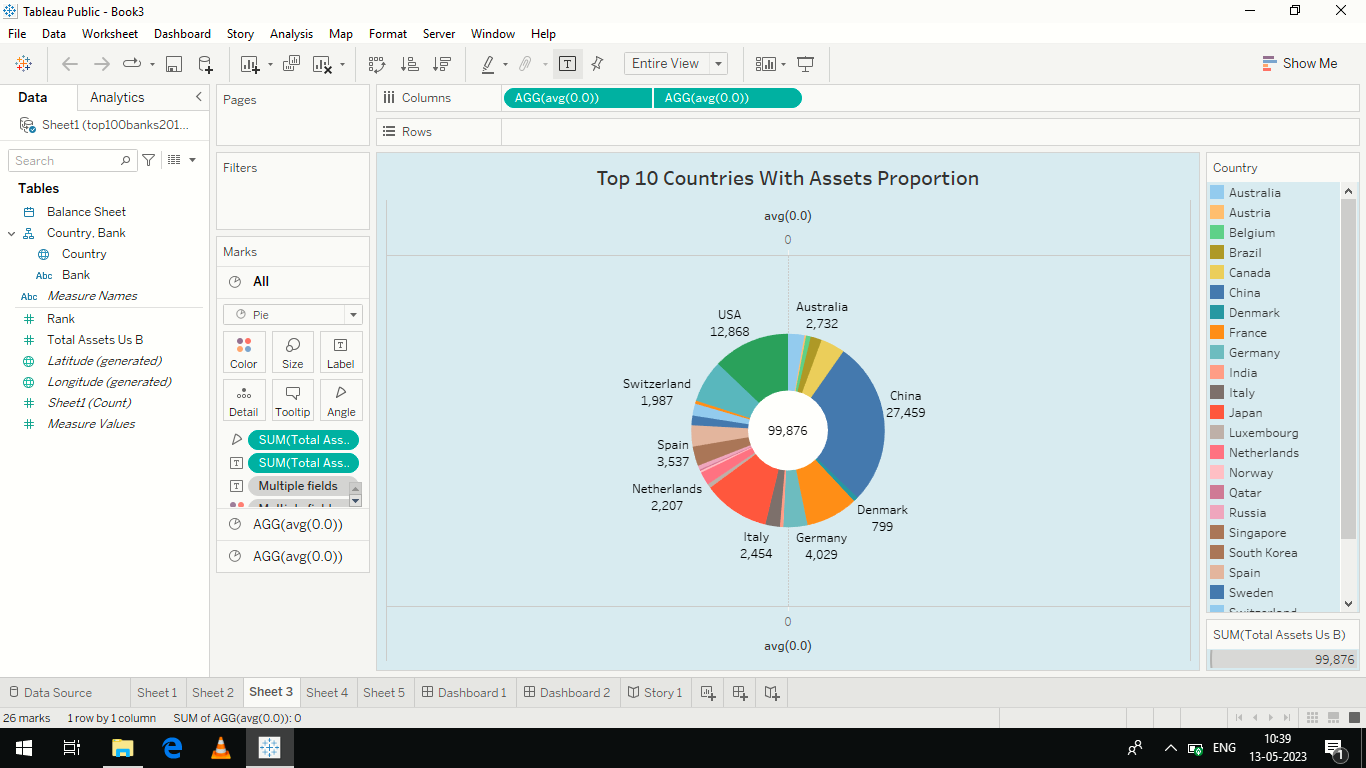 Tableau Public - Book3
File Data Worksheet Dashboard Story Analysis Map Format Server Window Help
Entire View
Show Me
Data Analytics
Sheet1 (top100banks201...
Search
Tables
Balance Sheet
Country, Bank
Country
Abc Bank
Abc Measure Names
Rank
Total Assets Us B
Latitude (generated)
Longitude (generated)
Sheet1 (Count)
Measure Values
Pages
Filters
Marks
All
Pie
Color Size Label
Detail Tooltip Angle
SUM(Total Ass..
SUM(Total Ass..
Multiple fields
AGG(avg(0.0))
AGG(avg(0.0))
Columns AGG(avg(0.0)) AGG(avg(0.0))
Rows
Top 10 Countries With Assets Proportion
avg(0.0)
0
Australia
2,732
USA
12,868
Switzerland
1,987
China
27,459
99,876
Spain
3,537
Netherlands
2,207
Denmark
799
Italy
2,454
Germany
4,029
0
avg(0.0)
Country
Australia
Austria
Belgium
Brazil
Canada
China
Denmark
France
Germany
India
Italy
Japan
Luxembourg
Netherlands
Norway
Qatar
Russia
Singapore
South Korea
Spain
Sweden
Switzerland
SUM(Total Assets Us B)
99,876
Data Source Sheet 1 Sheet 2 Sheet 3 Sheet 4 Sheet 5 Dashboard 1 Dashboard 2 Story 1
26 marks 1 row by 1 column SUM of AGG(avg(0.0)): 0
ENG
10:39
13-05-2023
1